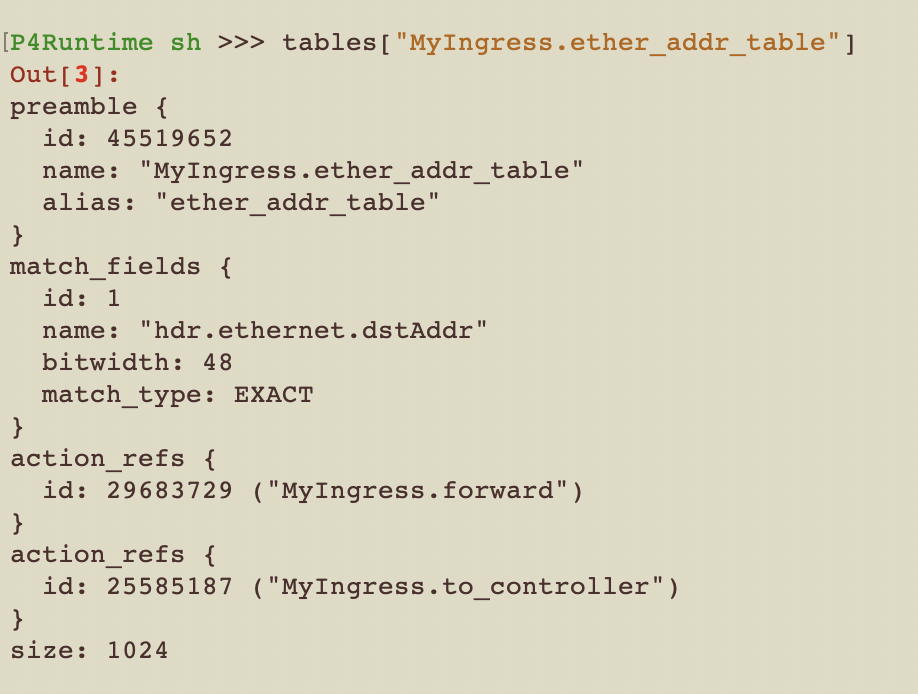 [P4Runtime sh >>> tables["MyIngress.ether_addr_table"]
Out[3]:
preamble {
  id: 45519652
  name: "MyIngress.ether_addr_table"
  alias: "ether_addr_table"
}
match_fields {
  id: 1
  name: "hdr.ethernet.dstAddr"
  bitwidth: 48
  match_type: EXACT
}
action_refs {
  id: 29683729 ("MyIngress.forward")
}
action_refs {
  id: 25585187 ("MyIngress.to_controller")
}
size: 1024